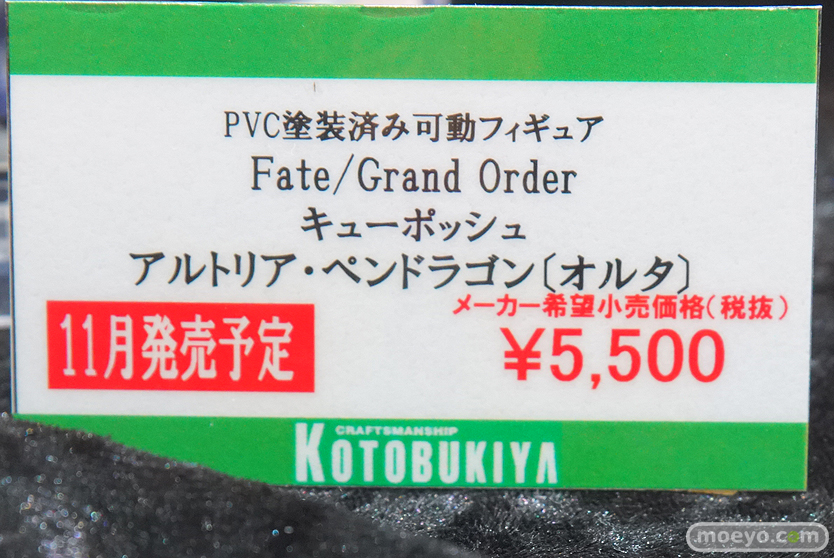 PVC塗装済み可動フィギュア
Fate/Grand Order
キューポッシュ
アルトリア・ペンドラゴン〔オルタ〕
メーカー希望小売価格(税抜)
11月発売予定
¥5,500
CRAFTSMANSHIP
KOTOBUKIYA
moeyo.com